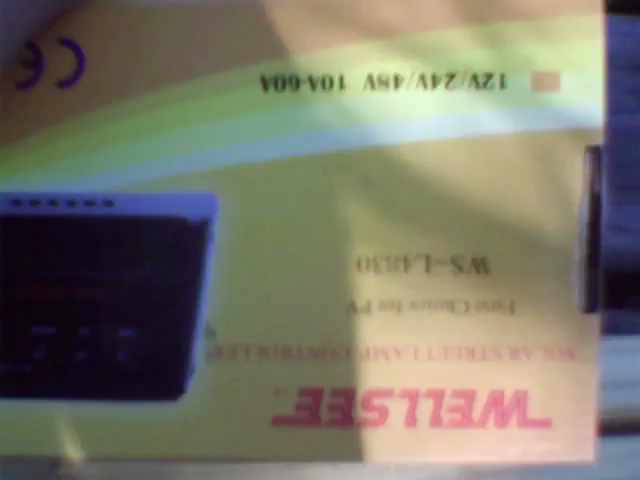 WELLSEE
SOLAR STREET LAMP CONTROLLER
First Choice for PV
WS-L4830
12V/24V/48V 10A-60A
CE